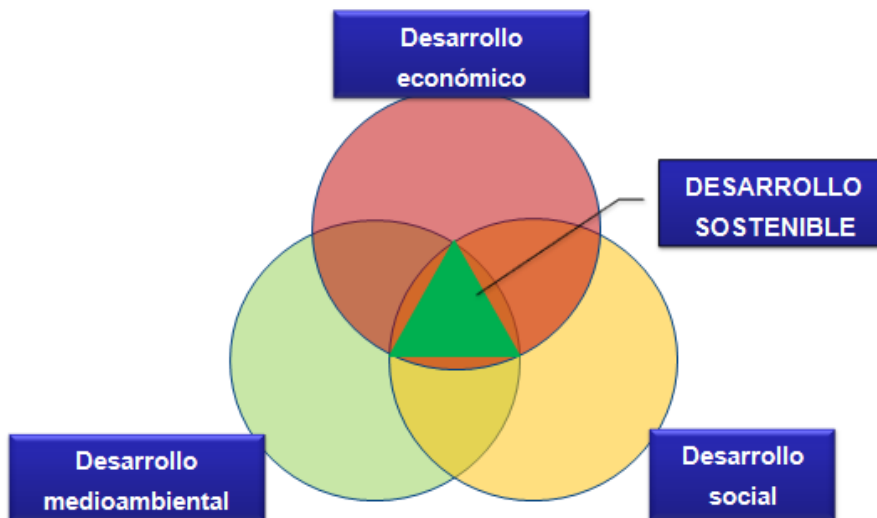 Desarrollo
económico
DESARROLLO
SOSTENIBLE
Desarrollo
medioambiental
Desarrollo
social